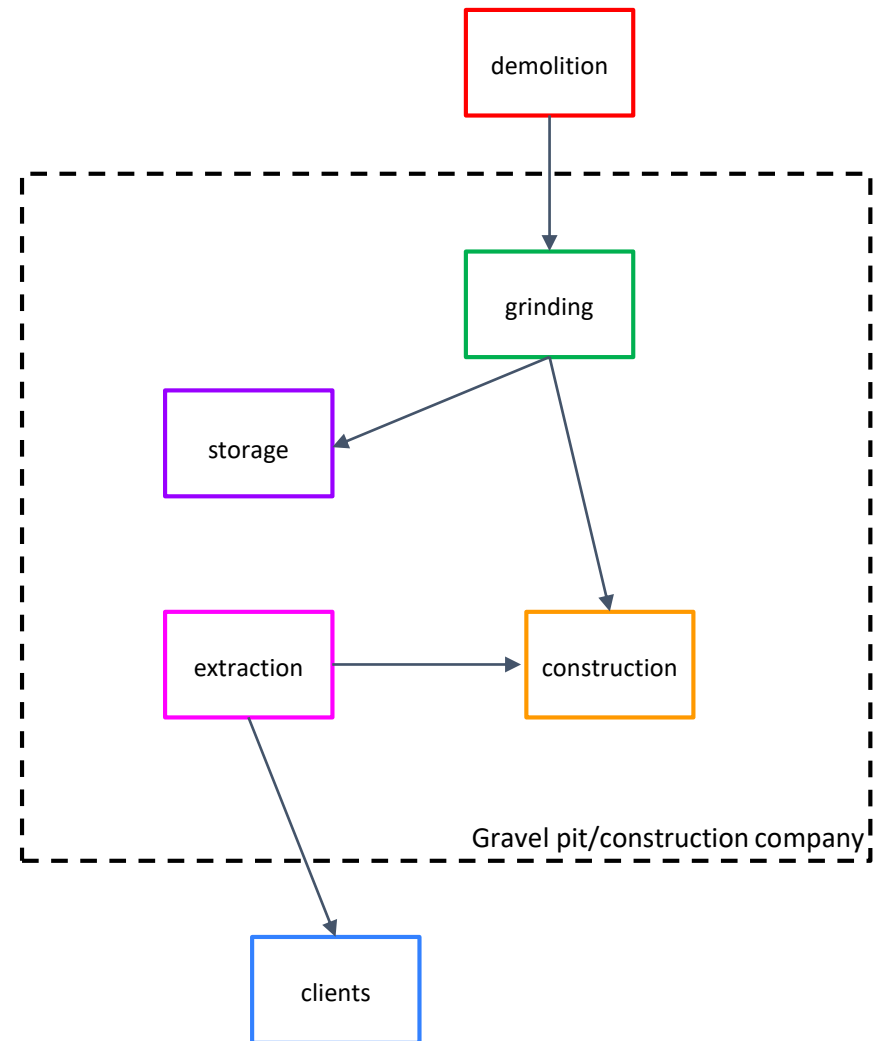 demolition
grinding
storage
extraction
construction
Gravel pit/construction company
clients